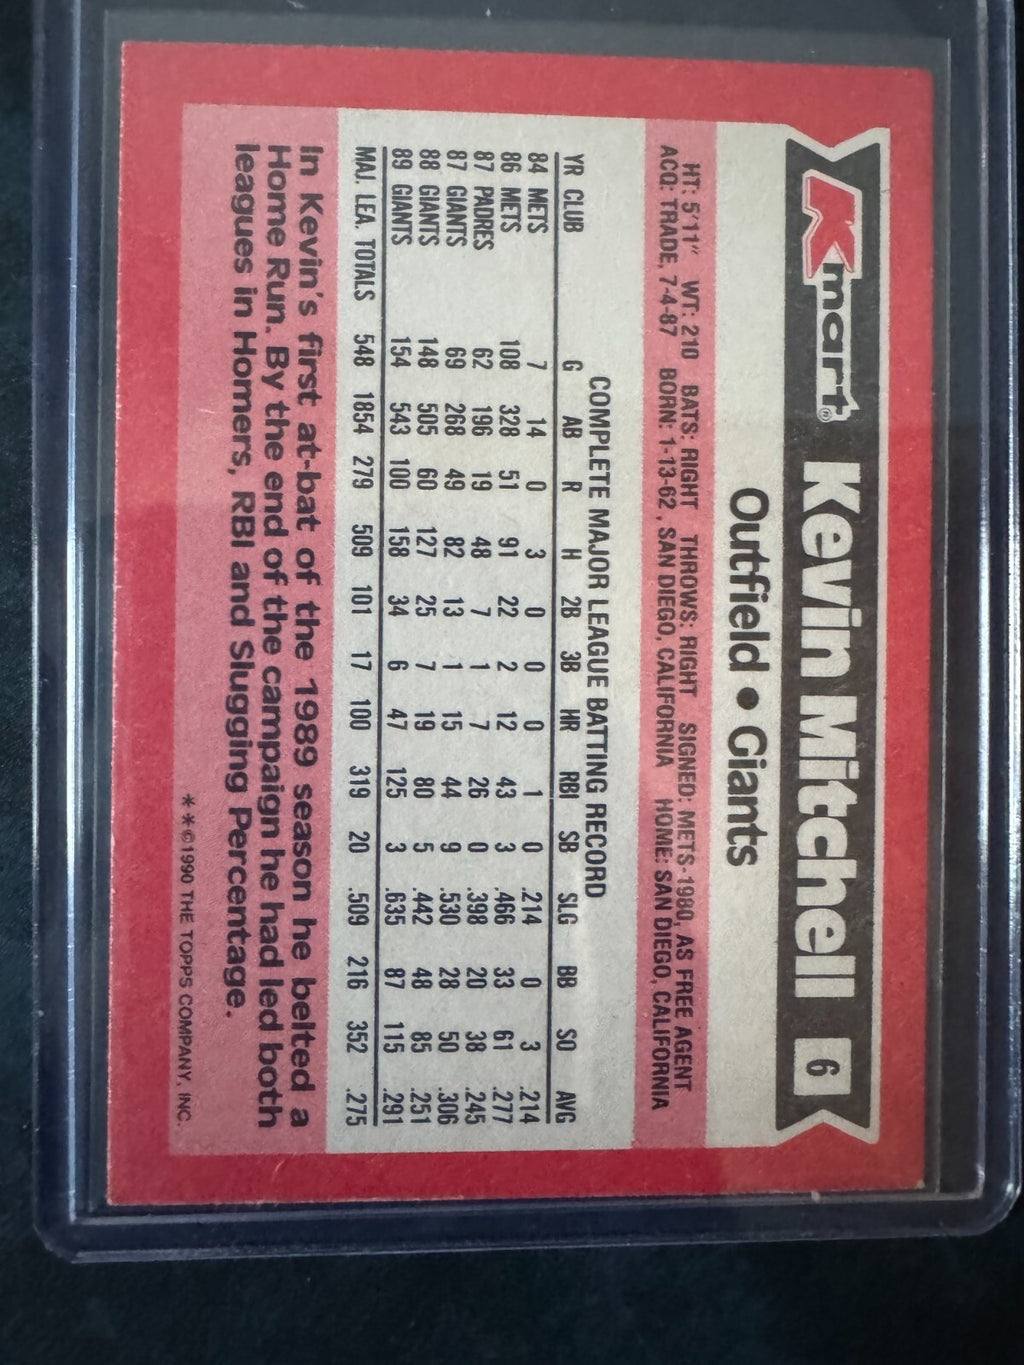 Kmart® Kevin Mitchell 6
Outfield • Giants
HT: 5'11" WT: 210 BATS: RIGHT THROWS: RIGHT SIGNED: METS-1980, AS FREE AGENT
ACQ: TRADE, 7-4-87 BORN: 1-13-62, SAN DIEGO, CALIFORNIA HOME: SAN DIEGO, CALIFORNIA
COMPLETE MAJOR LEAGUE BATTING RECORD
YR CLUB G AB R H 2B 3B HR RBI SB SLG BB SO AVG
84 METS 7 14 0 3 0 0 0 1 0 .214 0 3 .214
86 METS 108 328 51 91 22 2 12 43 3 .466 33 61 .277
87 PADRES 62 196 19 48 7 1 7 26 0 .398 20 38 .245
87 GIANTS 69 268 49 82 13 1 15 44 9 .530 28 50 .306
88 GIANTS 148 505 60 127 25 7 19 80 5 .442 48 85 .251
89 GIANTS 154 543 100 158 34 6 47 125 3 .635 87 115 .291
MAJ. LEA. TOTALS 548 1854 279 509 101 17 100 319 20 .509 216 352 .275
In Kevin's first at-bat of the 1989 season he belted a
Home Run. By the end of the campaign he had led both
leagues in Homers, RBI and Slugging Percentage.
**©1990 THE TOPPS COMPANY, INC.